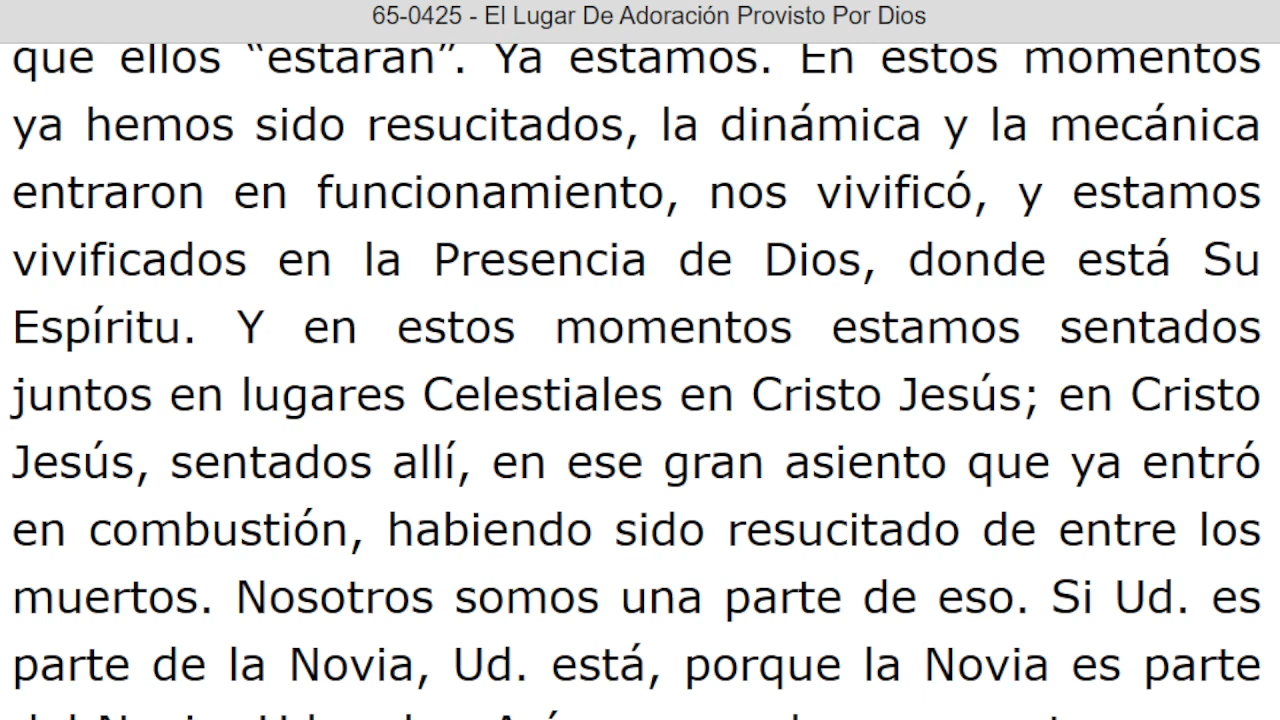 65-0425 - El Lugar De Adoración Provisto Por Dios
que ellos “estarán”. Ya estamos. En estos momentos
ya hemos sido resucitados, la dinámica y la mecánica
entraron en funcionamiento, nos vivificó, y estamos
vivificados en la Presencia de Dios, donde está Su
Espíritu. Y en estos momentos estamos sentados
juntos en lugares Celestiales en Cristo Jesús; en Cristo
Jesús, sentados allí, en ese gran asiento que ya entró
en combustión, habiendo sido resucitado de entre los
muertos. Nosotros somos una parte de eso. Si Ud. es
parte de la Novia, Ud. está, porque la Novia es parte